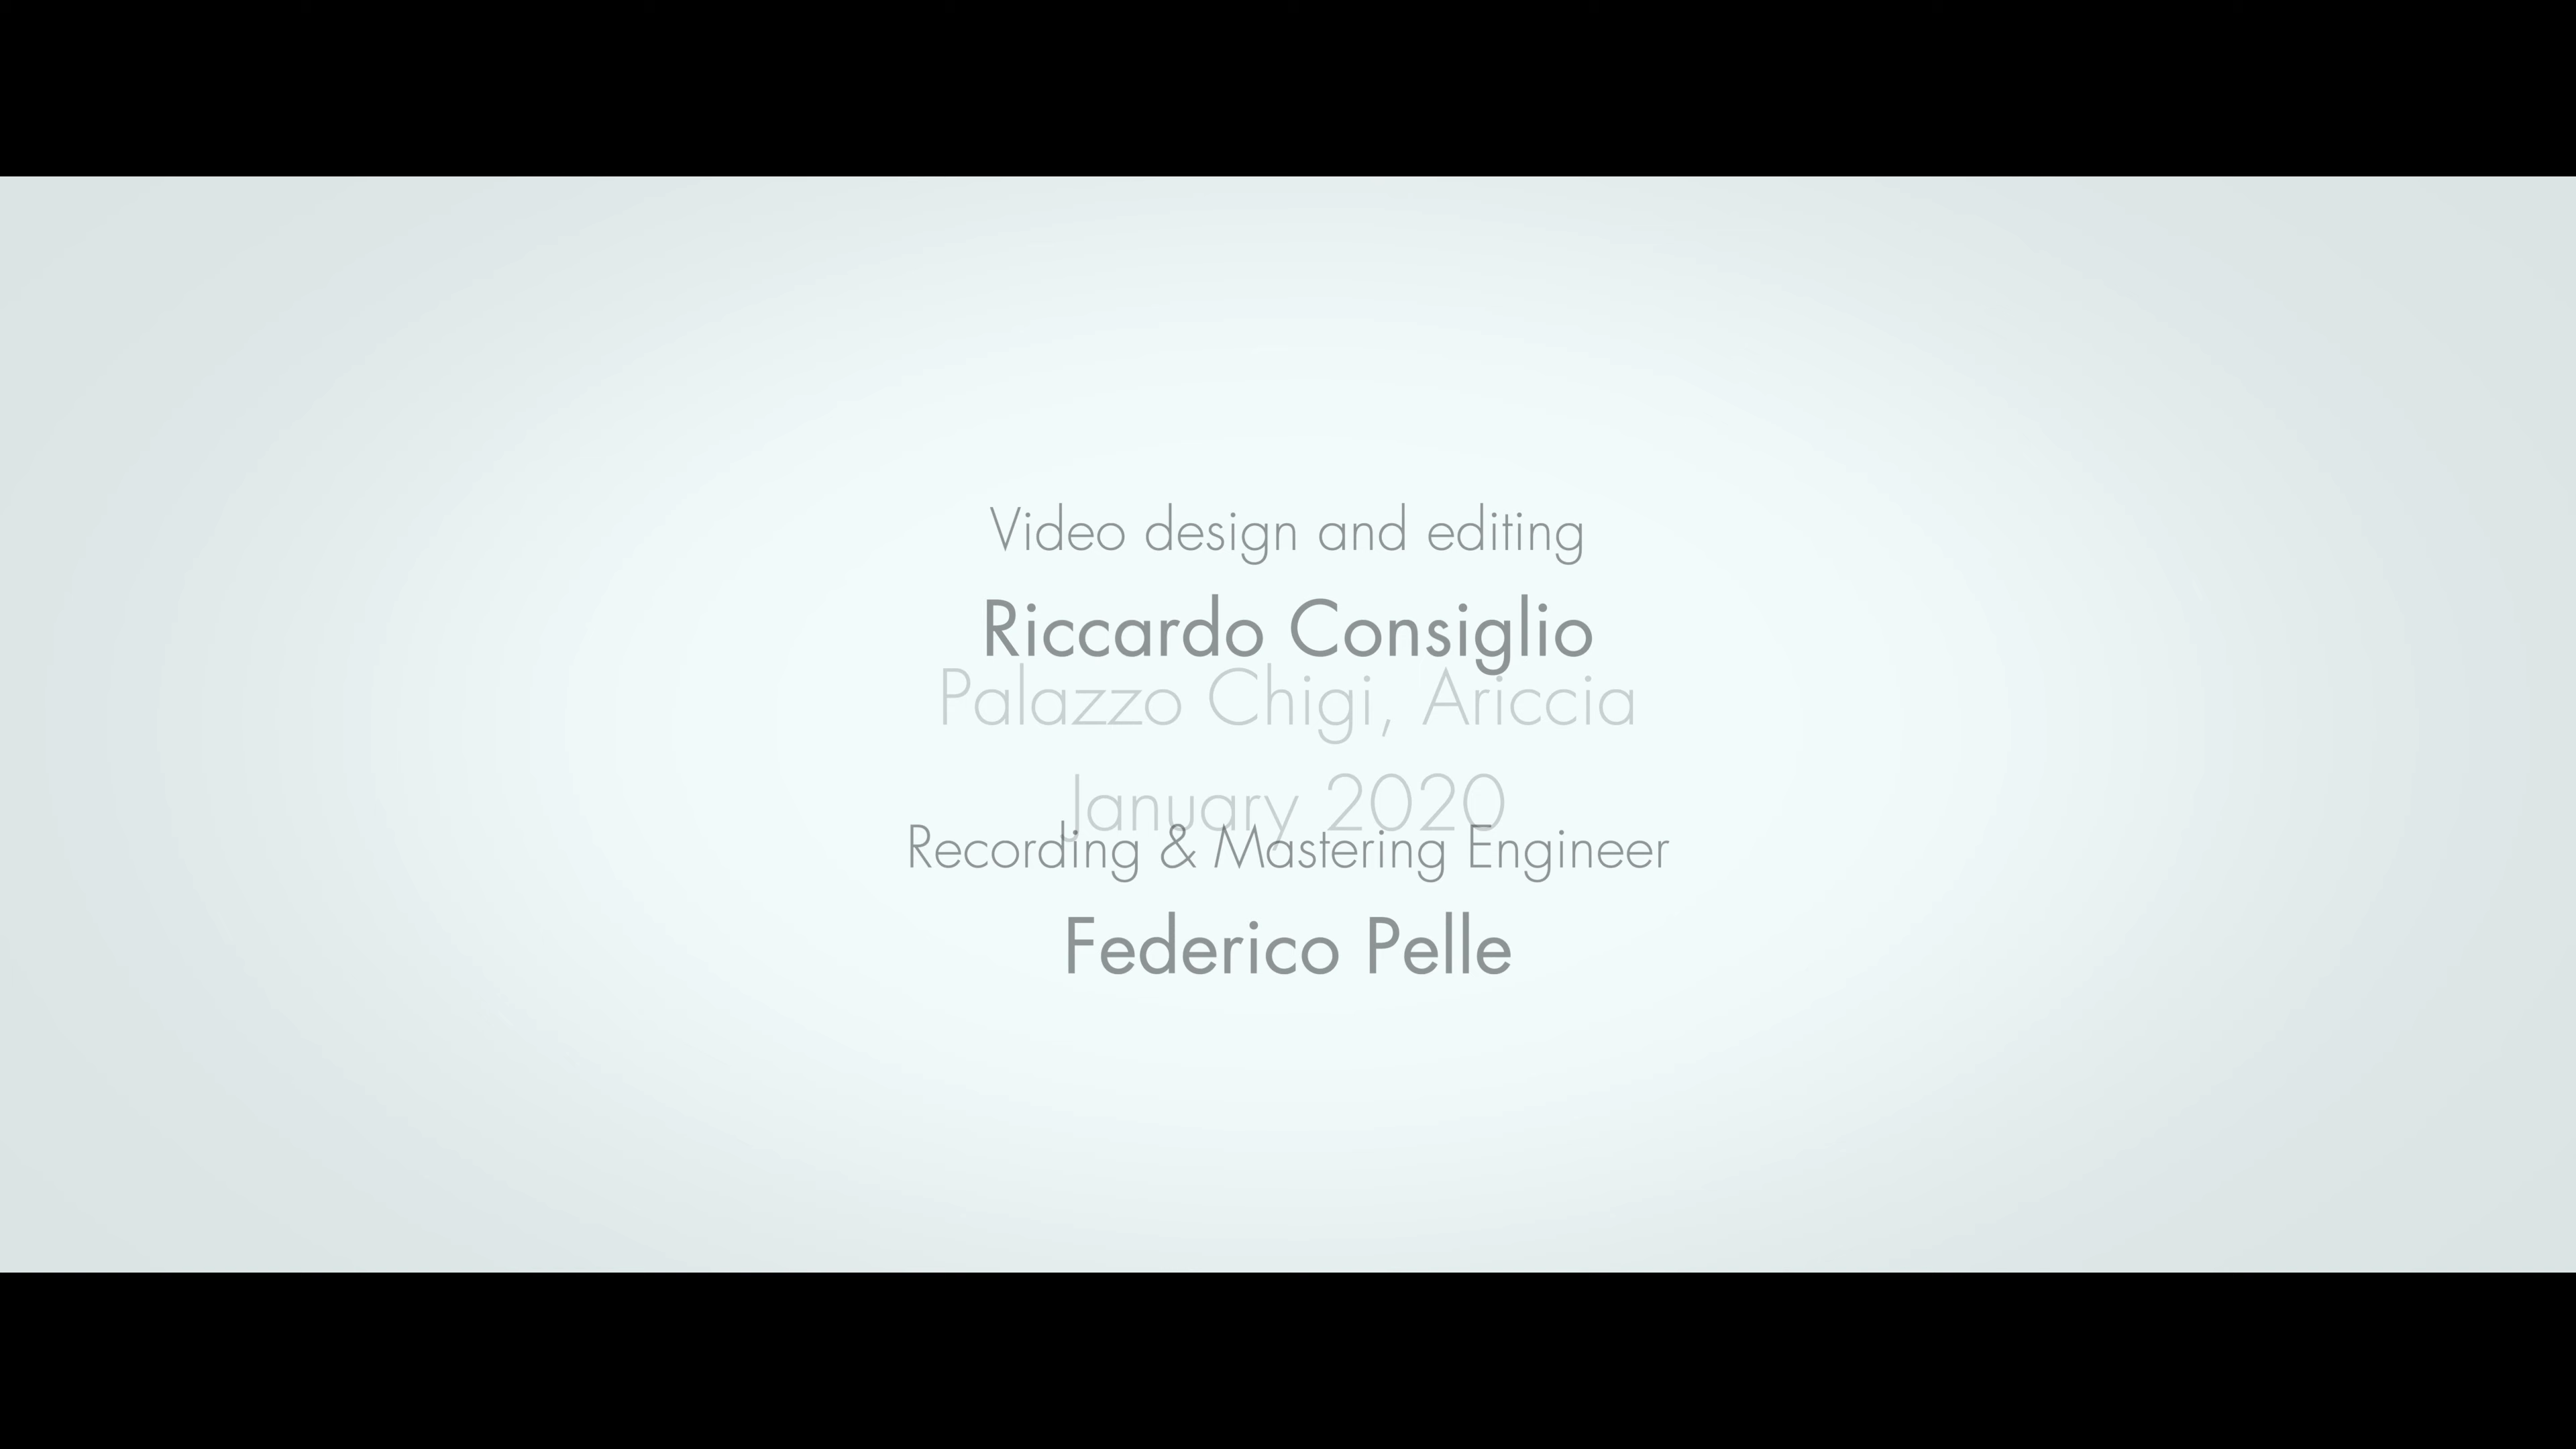 Video design and editing
Riccardo Consiglio
Palazzo Chigi, Ariccia
January 2020
Recording & Mastering Engineer
Federico Pelle